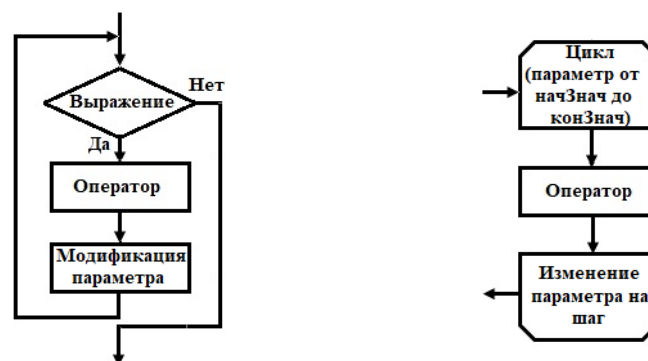 Нет
Выражение
Да
Оператор
Модификация
параметра
Цикл
(параметр от
начЗнач до
конЗнач)
Оператор
Изменение
параметра на
шаг